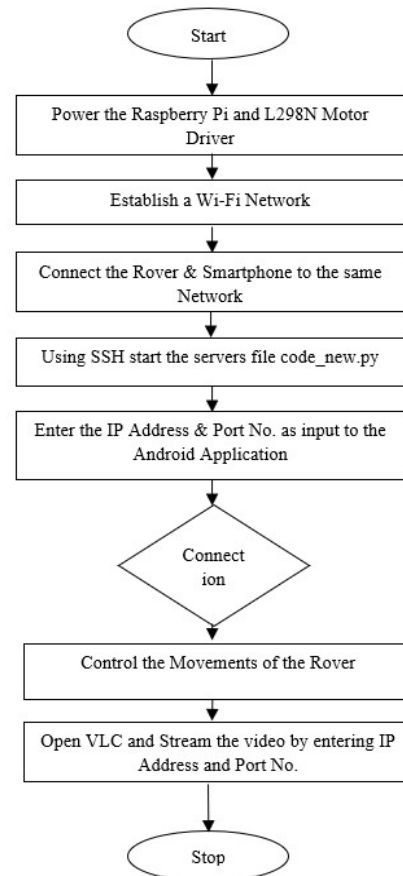 Start
Power the Raspberry Pi and L298N Motor
Driver
Establish a Wi-Fi Network
Connect the Rover & Smartphone to the same
Network
Using SSH start the servers file code_new.py
Enter the IP Address & Port No. as input to the
Android Application
Connect
ion
Control the Movements of the Rover
Open VLC and Stream the video by entering IP
Address and Port No.
Stop